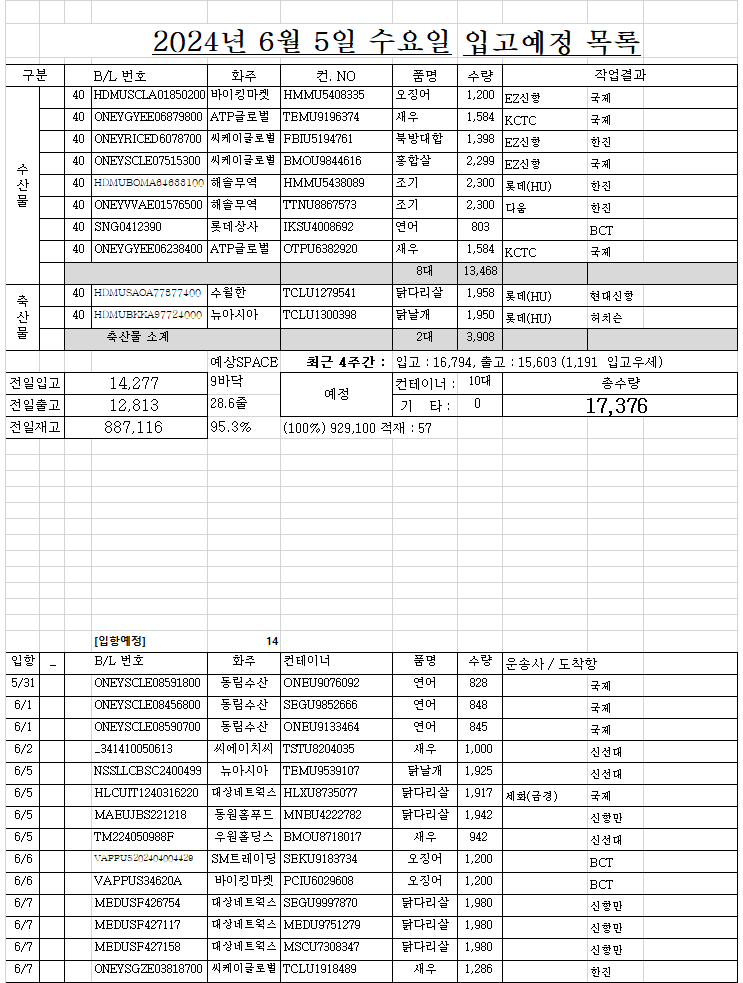 2024년 6월 5일 수요일 입고예정 목록
구분 B/L 번호 화주 컨. NO 품명 수량 작업결과
수산물
40 HDMUSCLA01850200 바이킹마켓 HMMU5408335 오징어 1,200 EZ신항 국제
40 ONEYGYEE06879800 ATP글로벌 TEMU9196374 새우 1,584 KCTC 국제
40 ONEYRICED6078700 씨케이글로벌 FBIU5194761 북방대합 1,398 EZ신항 한진
40 ONEYSCLE07515300 씨케이글로벌 BMOU9844616 홍합살 2,299 EZ신항 국제
40 해솔무역 HMMU5438089 조기 2,300 롯데(HU) 한진
40 ONEYVVAE01576500 해솔무역 TTNU8867573 조기 2,300 다움 한진
40 SNG0412390 롯데상사 IKSU4008692 연어 803 BCT
40 ONEYGYEE06238400 ATP글로벌 OTPU6382920 새우 1,584 KCTC 국제
8대 13,468
축산물
40 수월한 TCLU1279541 닭다리살 1,958 롯데(HU) 현대신항
40 뉴아시아 TCLU1300398 닭날개 1,950 롯데(HU) 허치슨
축산물 소계 2대 3,908
예상SPACE 최근 4주간 : 입고 : 16,794, 출고 : 15,603 (1,191 입고우세)
전일입고 14,277 9바닥 예정 컨테이너 : 10대 총수량
전일출고 12,813 28.6줄 기 타 : 0 17,376
전일재고 887,116 95.3% (100%) 929,100 적재 : 57
[입항예정] 14
입항 _ B/L 번호 화주 컨테이너 품명 수량 운송사 / 도착항
5/31 ONEYSCLE08591800 동림수산 ONEU9076092 연어 828 국제
6/1 ONEYSCLE08456800 동림수산 SEGU9852666 연어 848 국제
6/1 ONEYSCLE08590700 동림수산 ONEU9133464 연어 845 국제
6/2 _341410050613 씨에이치씨 TSTU8204035 새우 1,000 신선대
6/5 NSSLLCBSC2400499 뉴아시아 TEMU9539107 닭날개 1,925 신선대
6/5 HLCUIT1240316220 대상네트웍스 HLXU8735077 닭다리살 1,917 세화(금경) 국제
6/5 MAEUJBS221218 동원홈푸드 MNBU4222782 닭다리살 1,942 신항만
6/5 TM224050988F 우원홀딩스 BMOU8718017 새우 942 신선대
6/6 SM트레이딩 SEKU9183734 오징어 1,200 BCT
6/6 VAPPUS34620A 바이킹마켓 PCIU6029608 오징어 1,200 BCT
6/7 MEDUSF426754 대상네트웍스 SEGU9997870 닭다리살 1,980 신항만
6/7 MEDUSF427117 대상네트웍스 MEDU9751279 닭다리살 1,980 신항만
6/7 MEDUSF427158 대상네트웍스 MSCU7308347 닭다리살 1,980 신항만
6/7 ONEYSGZE03818700 씨케이글로벌 TCLU1918489 새우 1,286 한진